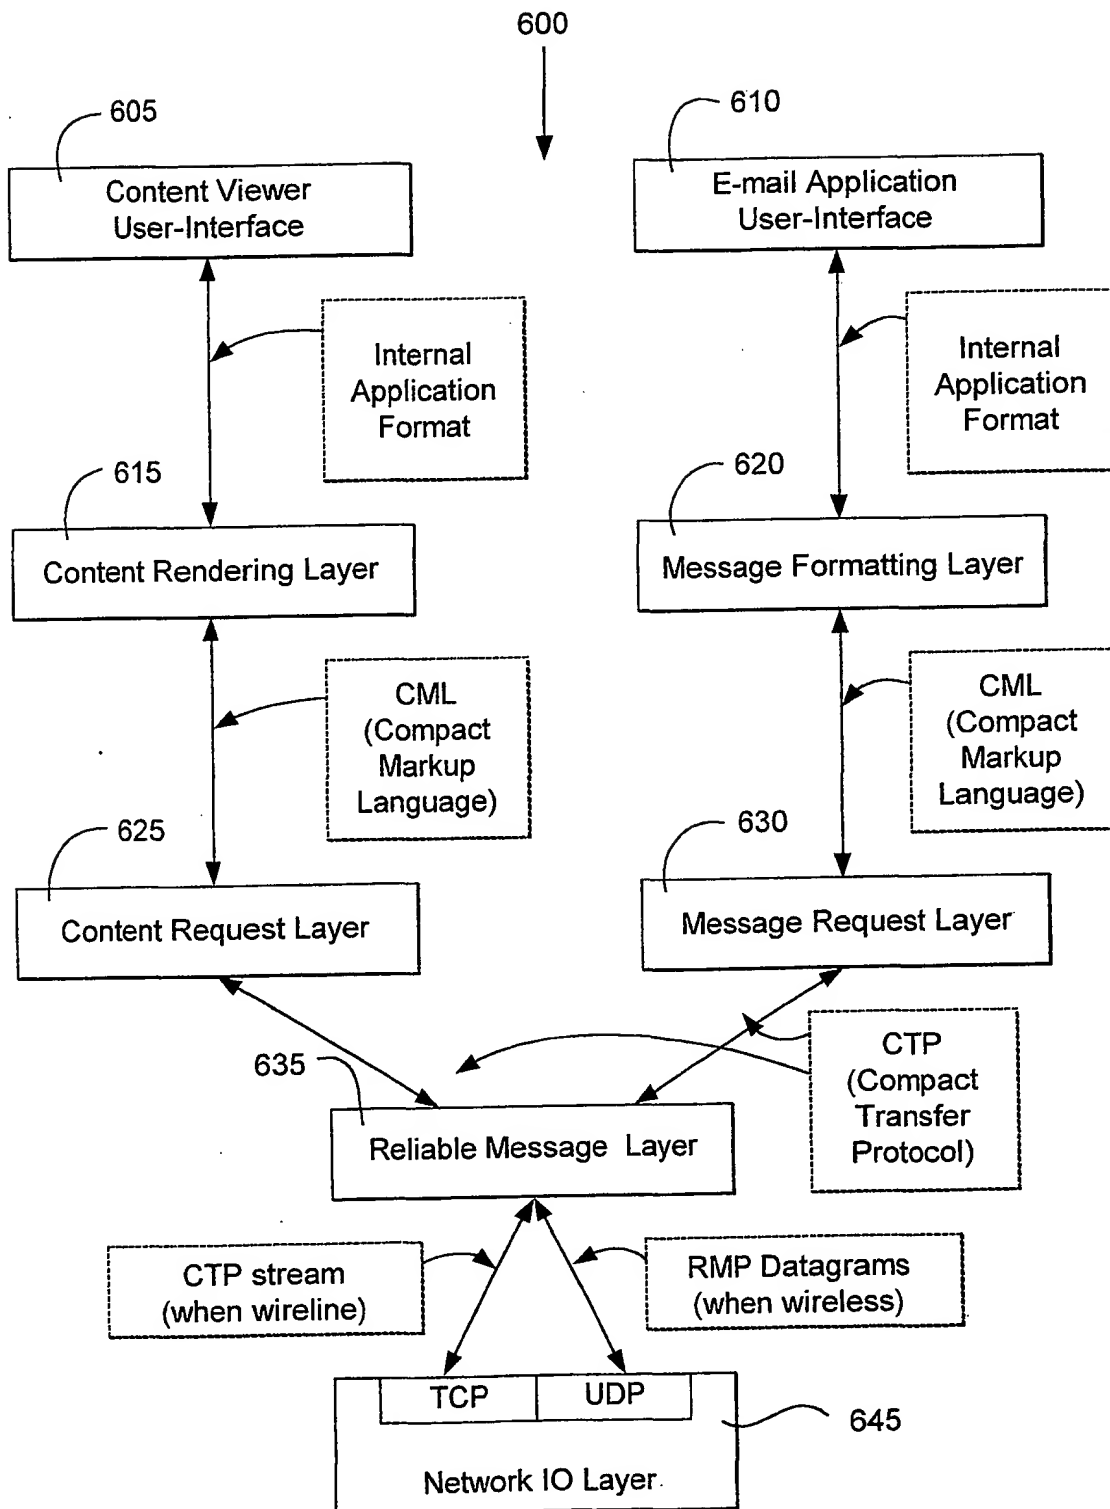 600
605
610
Content Viewer
User-Interface
E-mail Application
User-Interface
Internal
Application
Format
Internal
Application
Format
615
620
Content Rendering Layer
Message Formatting Layer
CML
(Compact
Markup
Language)
CML
(Compact
Markup
Language)
625
630
Content Request Layer
Message Request Layer
CTP
(Compact
Transfer
Protocol)
635
Reliable Message Layer
CTP stream
(when wireline)
RMP Datagrams
(when wireless)
TCP
UDP
645
Network IO Layer